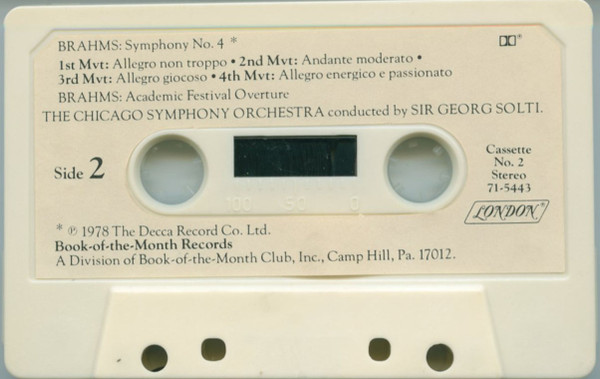 BRAHMS: Symphony No. 4 *
1st Mvt: Allegro non troppo • 2nd Mvt: Andante moderato •
3rd Mvt: Allegro giocoso • 4th Mvt: Allegro energico e passionato
BRAHMS: Academic Festival Overture
THE CHICAGO SYMPHONY ORCHESTRA conducted by SIR GEORG SOLTI.
Side 2
Cassette
No. 2
Stereo
71-5443
100 50 0
LONDON®
* ℗ 1978 The Decca Record Co. Ltd.
Book-of-the-Month Records
A Division of Book-of-the-Month Club, Inc., Camp Hill, Pa. 17012.